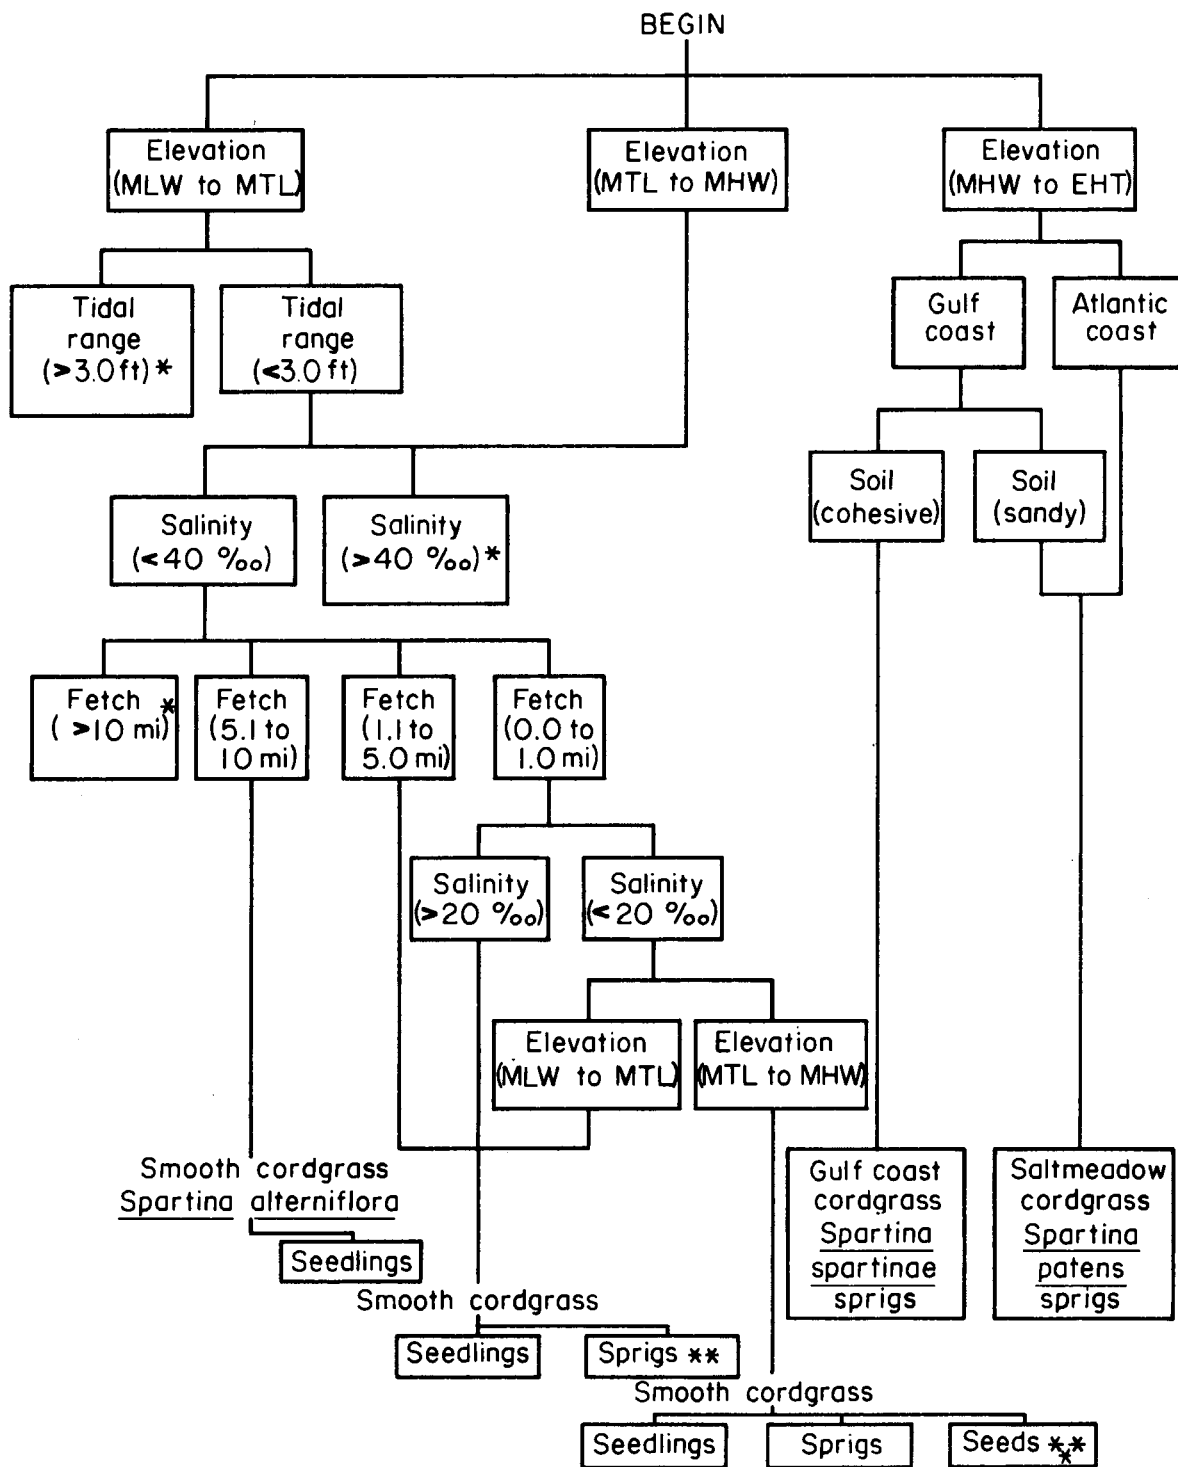 BEGIN
Elevation
(MLW to MTL)
Elevation
(MTL to MHW)
Elevation
(MHW to EHT)
Tidal
range
(>3.0 ft)*
Tidal
range
(<3.0 ft)
Gulf
coast
Atlantic
coast
Soil
(cohesive)
Soil
(sandy)
Salinity
(<40 ‰)
Salinity
(>40 ‰)*
Fetch
(>10 mi)*
Fetch
(5.1 to
10 mi)
Fetch
(1.1 to
5.0 mi)
Fetch
(0.0 to
1.0 mi)
Salinity
(>20 ‰)
Salinity
(<20 ‰)
Elevation
(MLW to MTL)
Elevation
(MTL to MHW)
Smooth cordgrass
Spartina alterniflora
Seedlings
Gulf coast
cordgrass
Spartina
spartinae
sprigs
Saltmeadow
cordgrass
Spartina
patens
sprigs
Smooth cordgrass
Seedlings
Sprigs **
Smooth cordgrass
Seedlings
Sprigs
Seeds ***